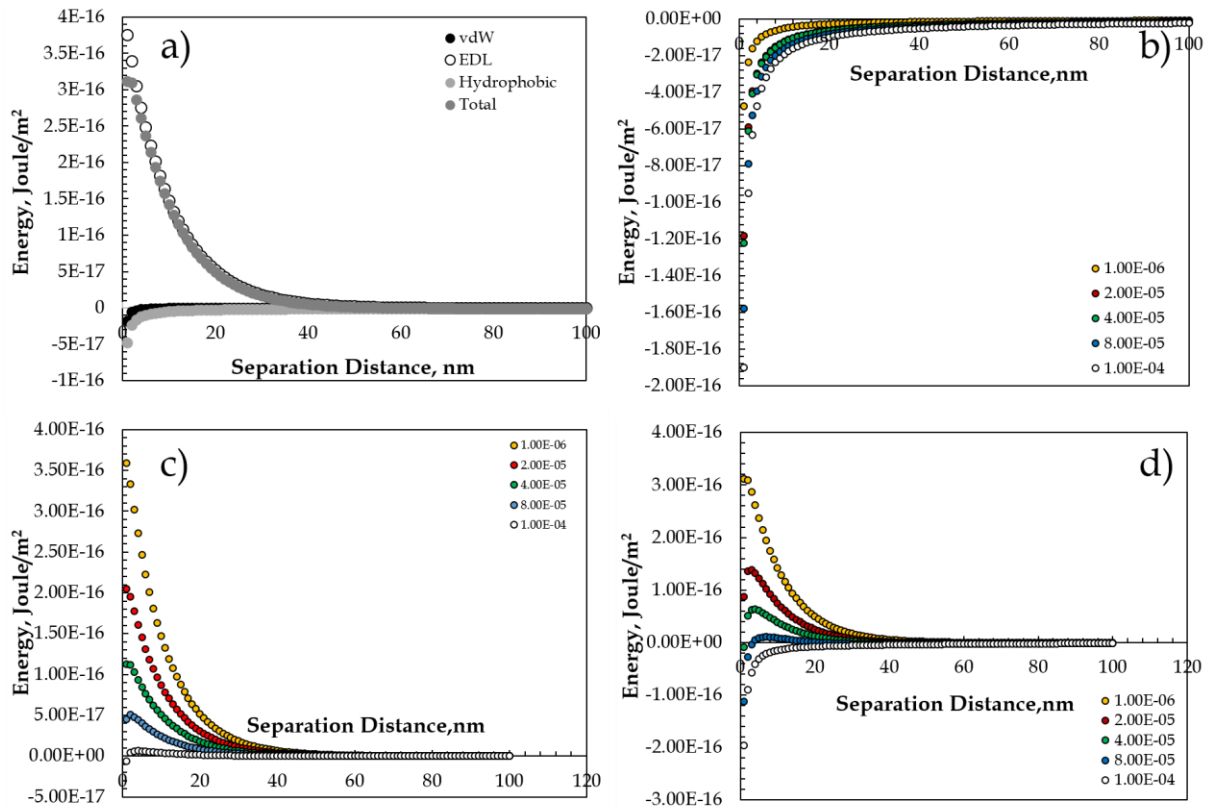 a)
4E-16
3.5E-16
3E-16
2.5E-16
2E-16
1.5E-16
1E-16
5E-17
0
-5E-17
-1E-16
Energy, Joule/m²
0 20 40 60 80 100
Separation Distance, nm
vdW
EDL
Hydrophobic
Total
b)
0.00E+00
-2.00E-17
-4.00E-17
-6.00E-17
-8.00E-17
-1.00E-16
-1.20E-16
-1.40E-16
-1.60E-16
-1.80E-16
-2.00E-16
Energy, Joule/m²
0 20 40 60 80 100
Separation Distance,nm
1.00E-06
2.00E-05
4.00E-05
8.00E-05
1.00E-04
c)
4.00E-16
3.50E-16
3.00E-16
2.50E-16
2.00E-16
1.50E-16
1.00E-16
5.00E-17
0.00E+00
-5.00E-17
Energy, Joule/m²
0 20 40 60 80 100 120
Separation Distance,nm
1.00E-06
2.00E-05
4.00E-05
8.00E-05
1.00E-04
d)
4.00E-16
3.00E-16
2.00E-16
1.00E-16
0.00E+00
-1.00E-16
-2.00E-16
-3.00E-16
Energy, Joule/m²
0 20 40 60 80 100 120
Separation Distance,nm
1.00E-06
2.00E-05
4.00E-05
8.00E-05
1.00E-04